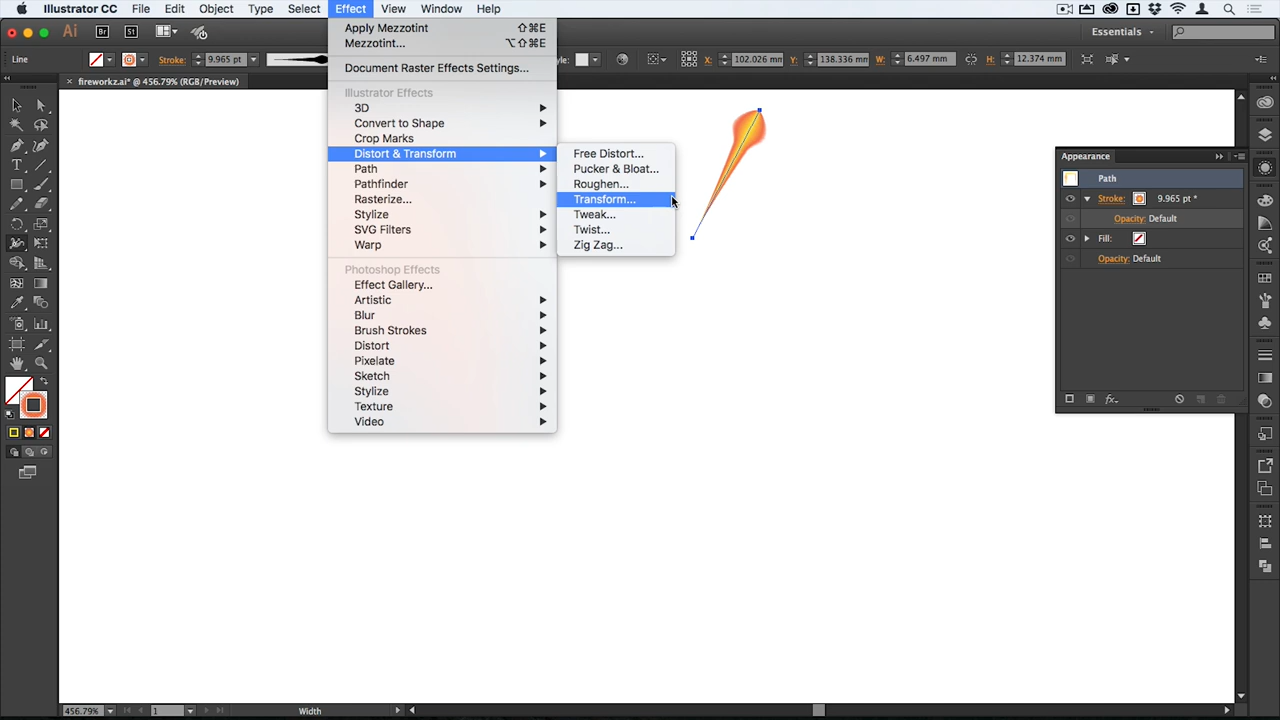 Illustrator CC File Edit Object Type Select Effect View Window Help
Ai Br St Essentials
Line Stroke: 9.965 pt Style: X: 102.026 mm Y: 138.336 mm W: 6.497 mm H: 12.374 mm
× fireworkz.ai* @ 456.79% (RGB/Preview)
Apply Mezzotint ⇧⌘E
Mezzotint... ⌥⇧⌘E
Document Raster Effects Settings...
Illustrator Effects
3D
Convert to Shape
Crop Marks
Distort & Transform
Path
Pathfinder
Rasterize...
Stylize
SVG Filters
Warp
Photoshop Effects
Effect Gallery...
Artistic
Blur
Brush Strokes
Distort
Pixelate
Sketch
Stylize
Texture
Video
Free Distort...
Pucker & Bloat...
Roughen...
Transform...
Tweak...
Twist...
Zig Zag...
Appearance
Path
Stroke: 9.965 pt *
Opacity: Default
Fill:
Opacity: Default
fx
456.79% 1 Width